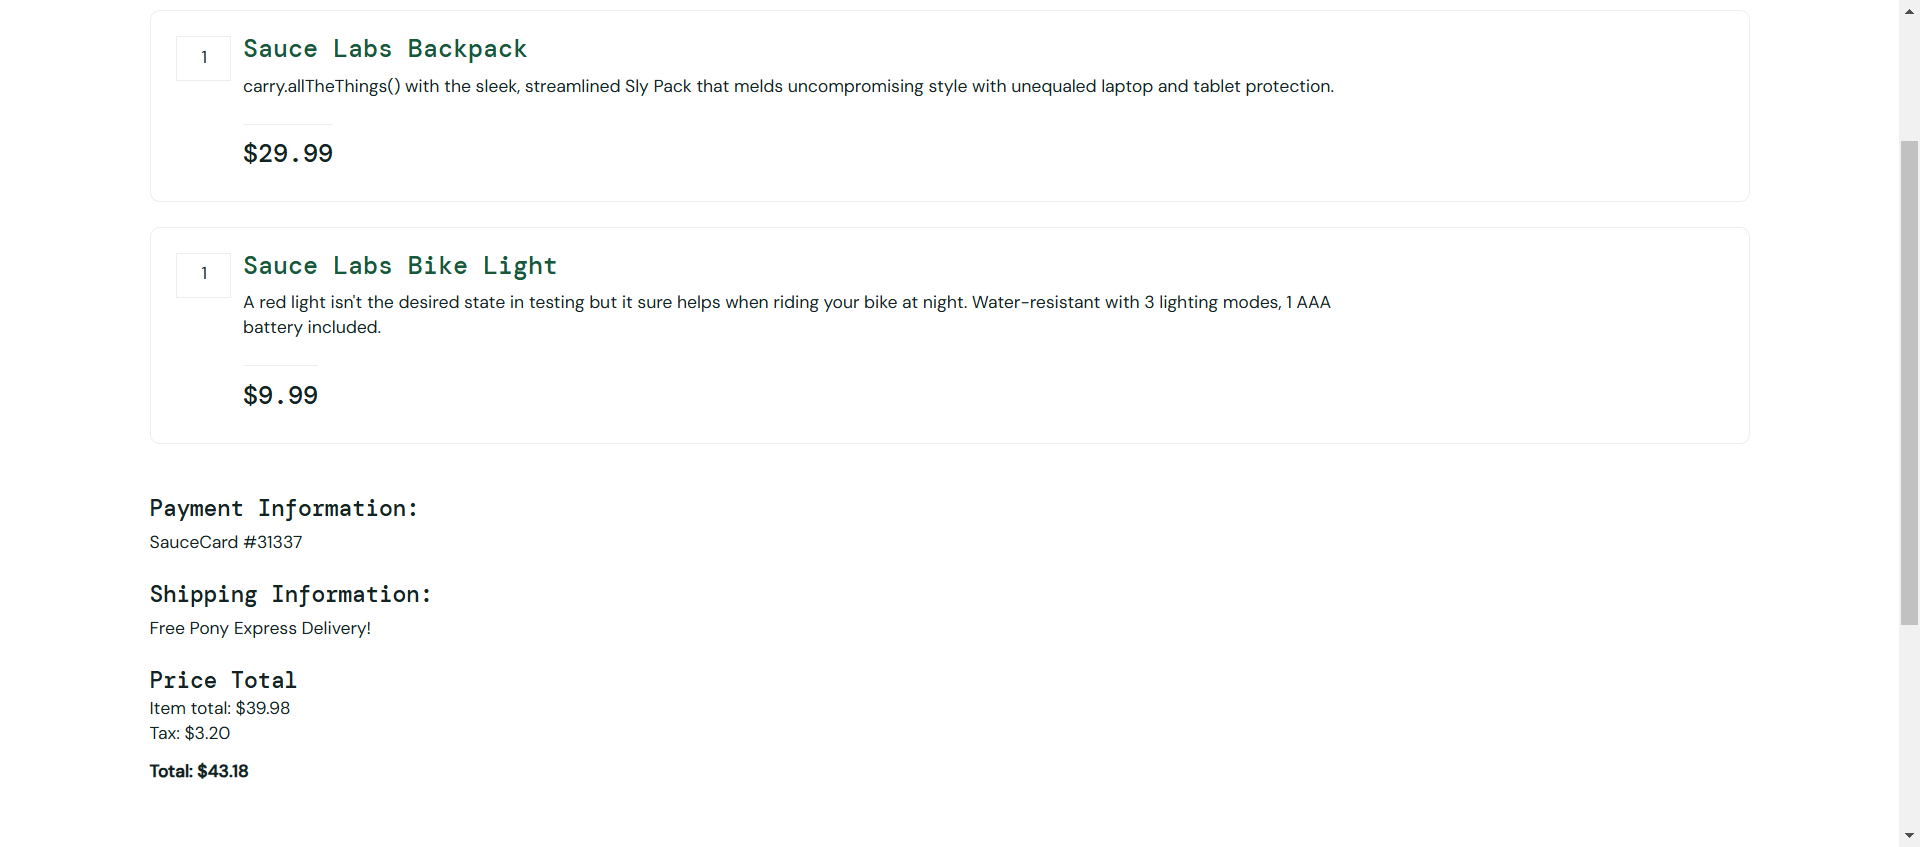 1
Sauce Labs Backpack
carry.allTheThings() with the sleek, streamlined Sly Pack that melds uncompromising style with unequaled laptop and tablet protection.
$29.99
1
Sauce Labs Bike Light
A red light isn't the desired state in testing but it sure helps when riding your bike at night. Water-resistant with 3 lighting modes, 1 AAA
battery included.
$9.99
Payment Information:
SauceCard #31337
Shipping Information:
Free Pony Express Delivery!
Price Total
Item total: $39.98
Tax: $3.20
Total: $43.18